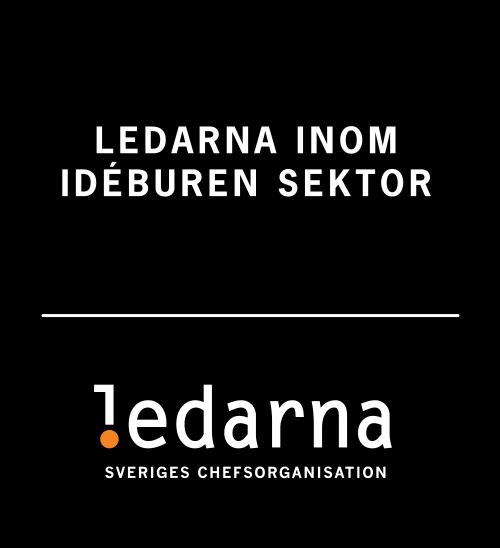 LEDARNA INOM
IDÉBUREN SEKTOR
ledarna
SVERIGES CHEFSORGANISATION